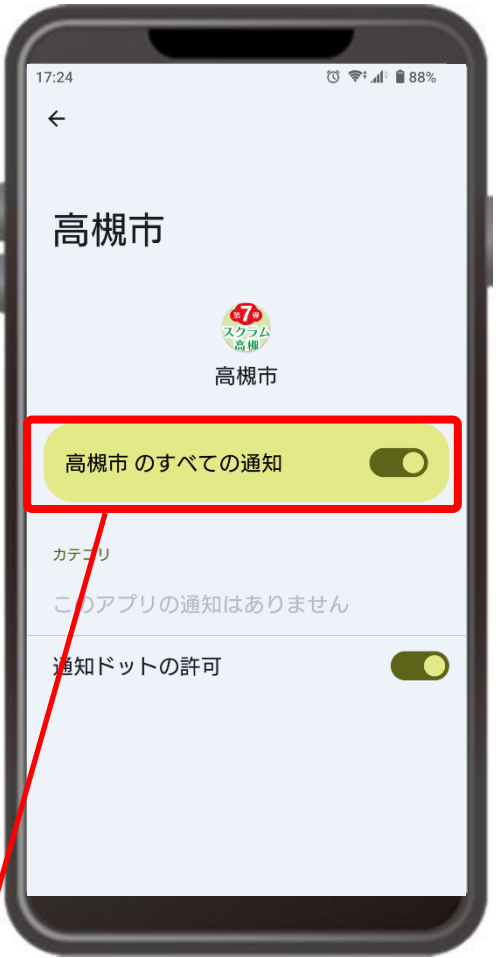 17:24
88%
高槻市
第7弾
スクラム
高槻
高槻市
高槻市 のすべての通知
カテゴリ
このアプリの通知はありません
通知ドットの許可